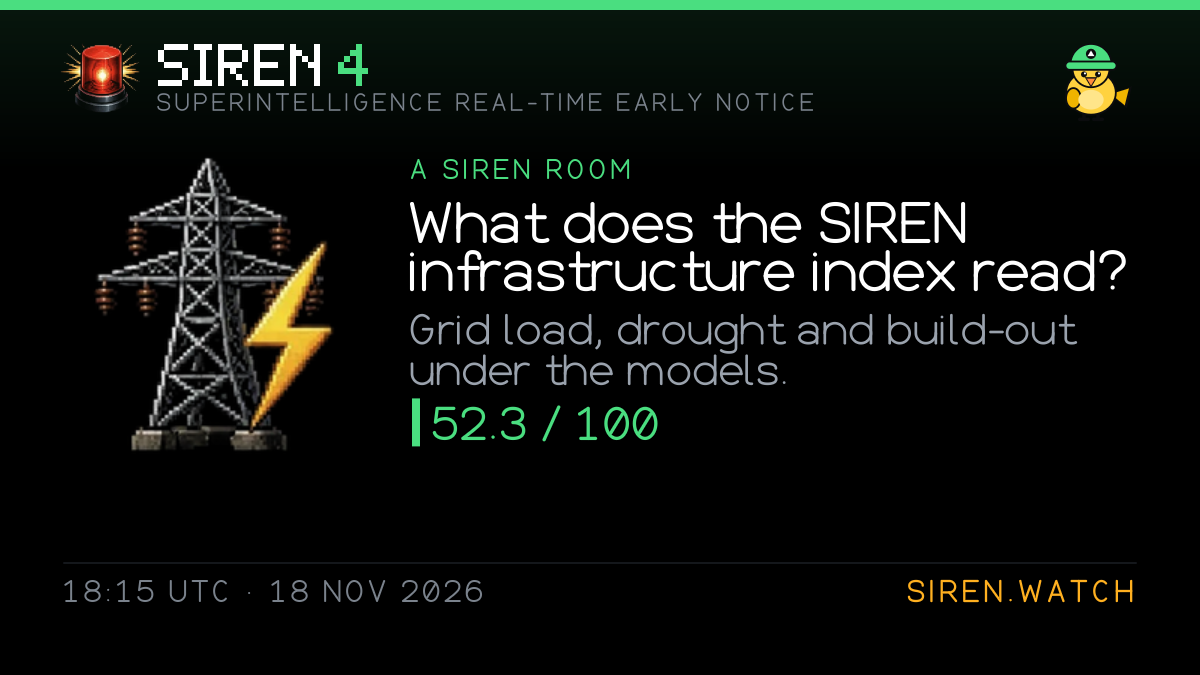 SIREN 4
SUPERINTELLIGENCE REAL-TIME EARLY NOTICE
A SIREN ROOM
What does the SIREN
infrastructure index read?
Grid load, drought and build-out
under the models.
52.3 / 100
18:15 UTC · 18 NOV 2026
SIREN.WATCH